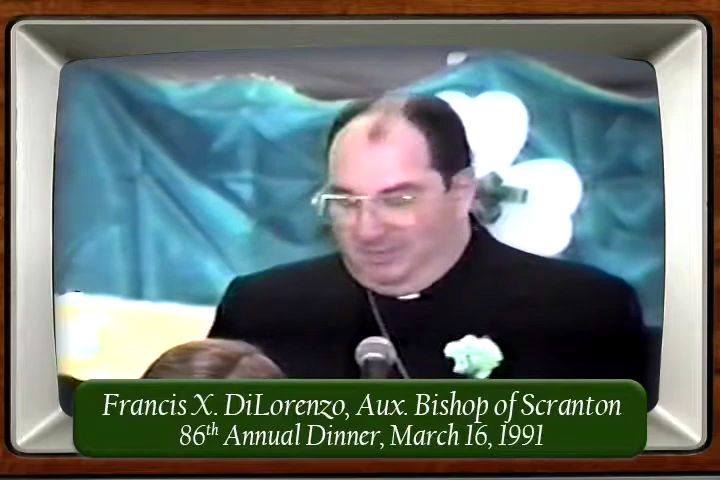 Francis X. DiLorenzo, Aux. Bishop of Scranton
86th Annual Dinner, March 16, 1991